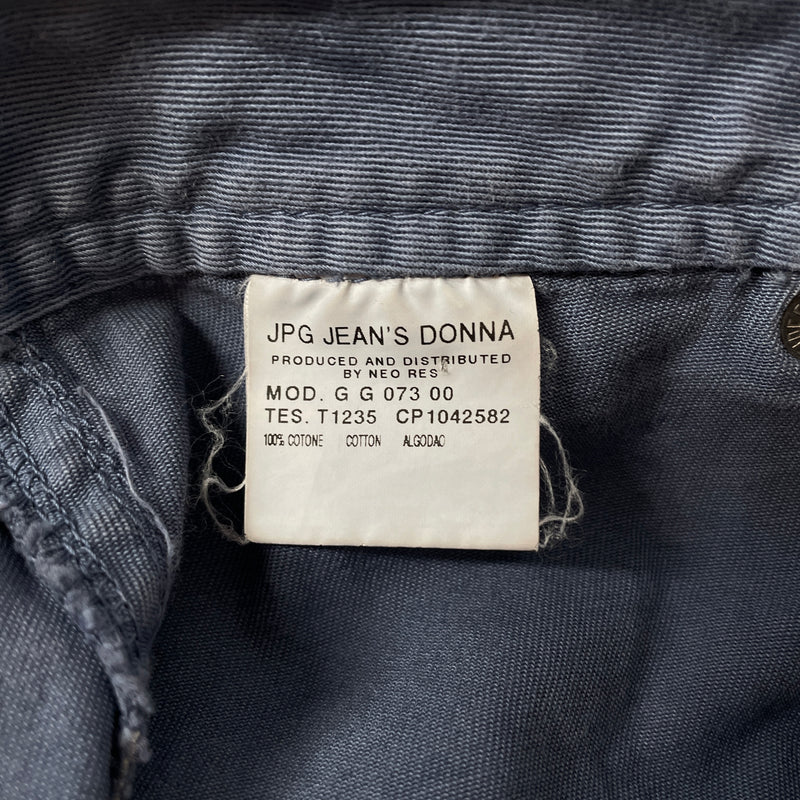 JPG JEAN'S DONNA
PRODUCED AND DISTRIBUTED
BY NEO RES
MOD. G G 073 00
TES. T1235 CP1042582
100% COTONE COTTON ALGODAO